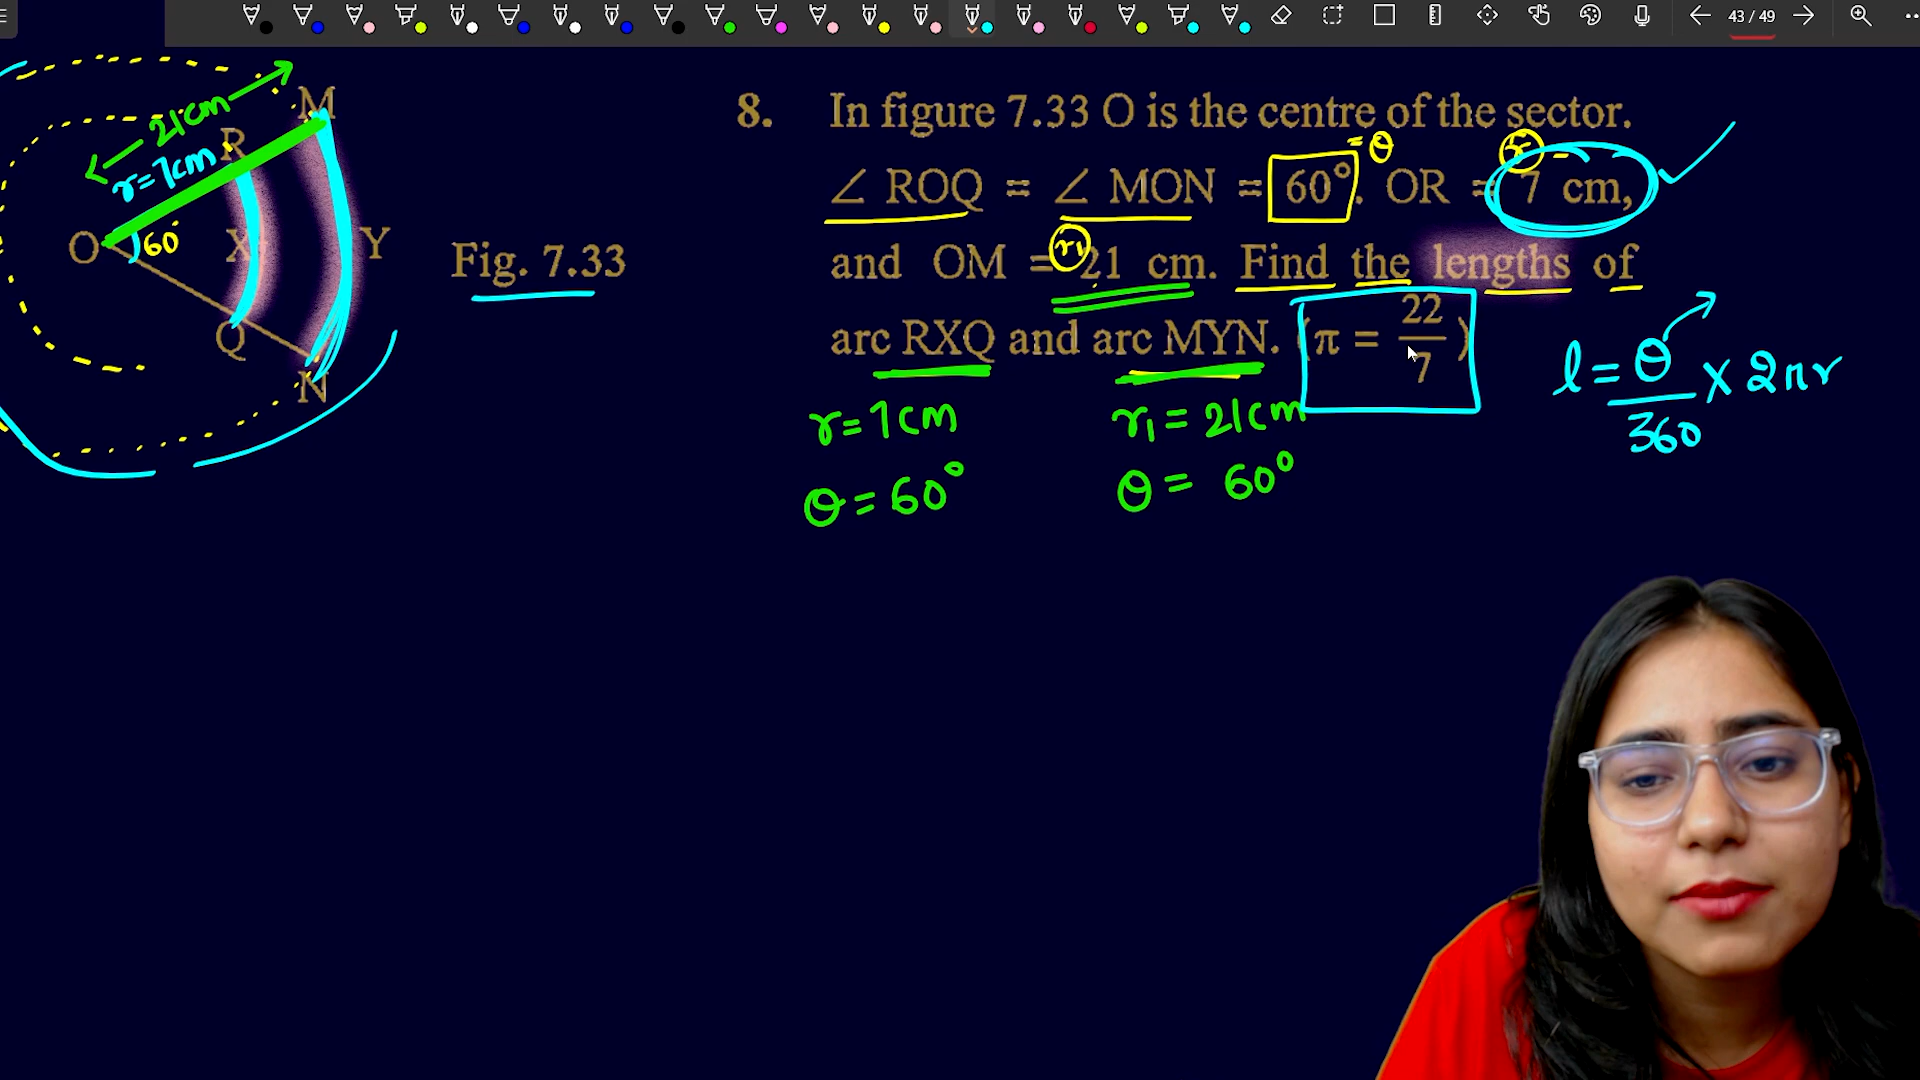 43 / 49
21cm
r=7cm
M
R
O
60°
X
Y
Q
N
Fig. 7.33
8. In figure 7.33 O is the centre of the sector.
= θ
r
∠ ROQ = ∠ MON = 60°. OR = 7 cm,
r1
and OM = 21 cm. Find the lengths of
arc RXQ and arc MYN. (π = 22/7)
l = θ/360 × 2πr
r = 7cm
r1 = 21cm
θ = 60°
θ = 60°